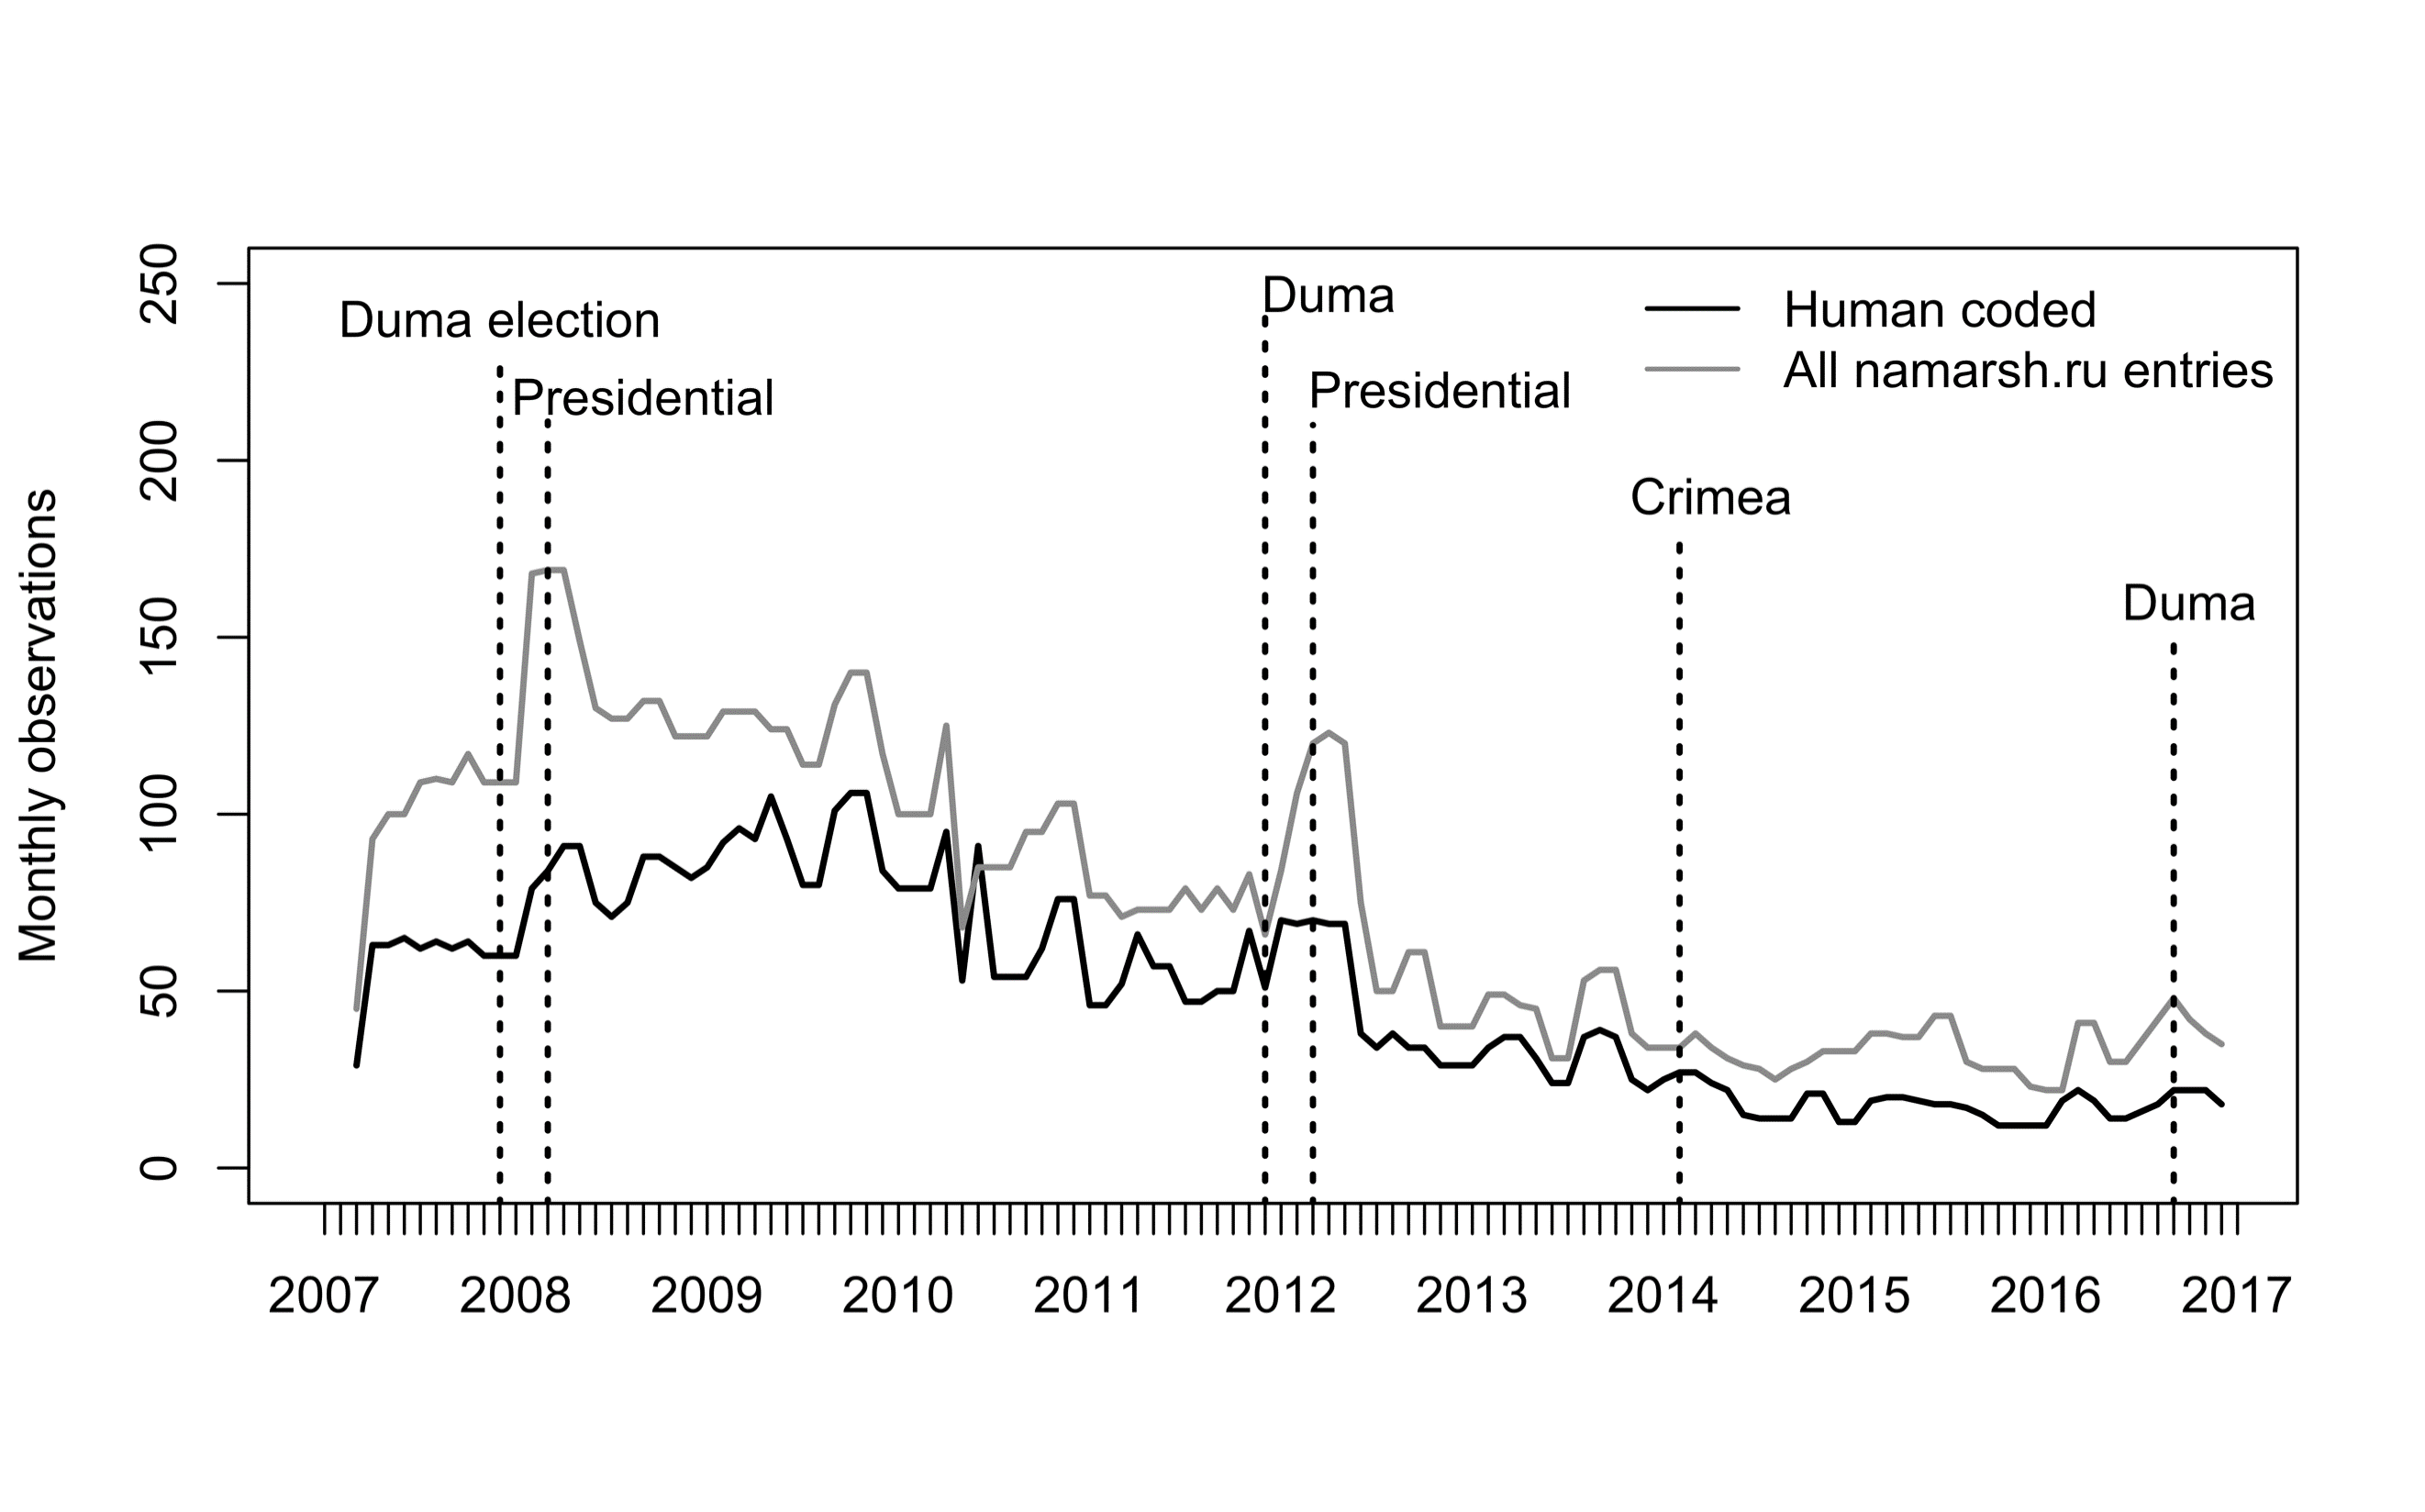 Monthly observations
250
200
150
100
50
0
Duma election
Presidential
Duma
Presidential
Crimea
Duma
Human coded
All namarsh.ru entries
2007 2008 2009 2010 2011 2012 2013 2014 2015 2016 2017